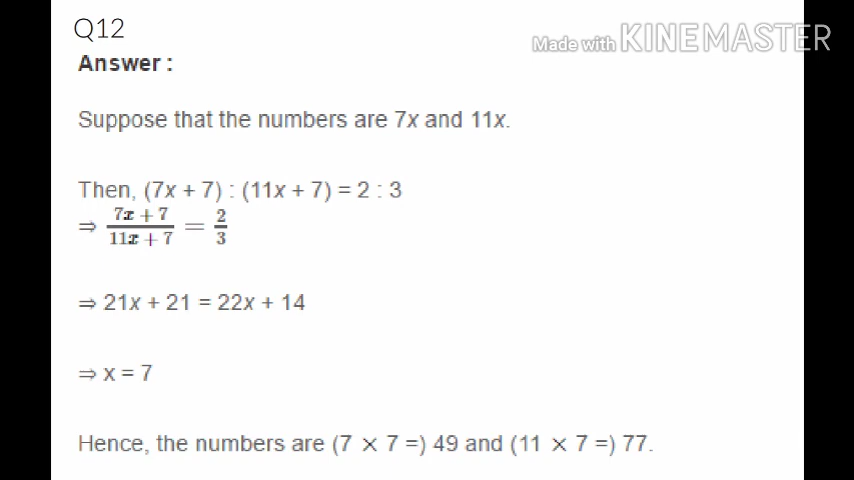 Q12
Made with KINEMASTER
Answer :
Suppose that the numbers are 7x and 11x.
Then, (7x + 7) : (11x + 7) = 2 : 3
⇒ (7x + 7)/(11x + 7) = 2/3
⇒ 21x + 21 = 22x + 14
⇒ x = 7
Hence, the numbers are (7 × 7 =) 49 and (11 × 7 =) 77.